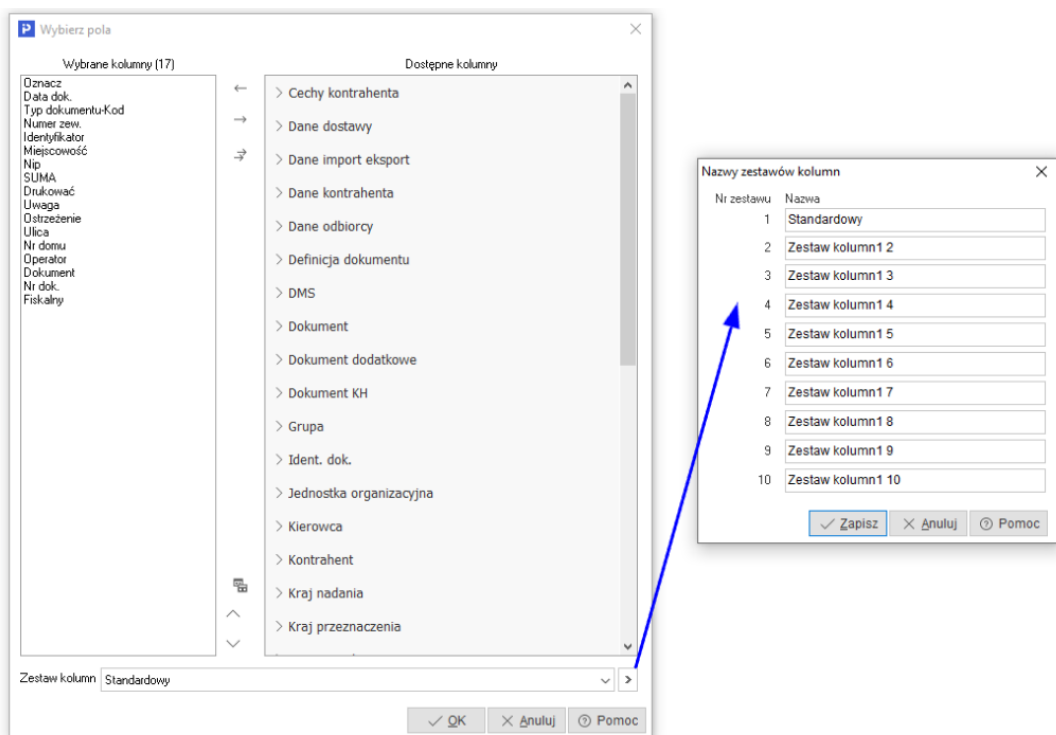 Wybierz pola
Wybrane kolumny (17)
Oznacz
Data dok.
Typ dokumentu-Kod
Numer zew.
Identyfikator
Miejscowość
Nip
SUMA
Drukować
Uwaga
Ostrzeżenie
Ulica
Nr domu
Operator
Dokument
Nr dok.
Fiskalny
Dostępne kolumny
> Cechy kontrahenta
> Dane dostawy
> Dane import eksport
> Dane kontrahenta
> Dane odbiorcy
> Definicja dokumentu
> DMS
> Dokument
> Dokument dodatkowe
> Dokument KH
> Grupa
> Ident. dok.
> Jednostka organizacyjna
> Kierowca
> Kontrahent
> Kraj nadania
> Kraj przeznaczenia
Zestaw kolumn Standardowy >
OK Anuluj Pomoc
Nazwy zestawów kolumn
Nr zestawu Nazwa
1 Standardowy
2 Zestaw kolumn1 2
3 Zestaw kolumn1 3
4 Zestaw kolumn1 4
5 Zestaw kolumn1 5
6 Zestaw kolumn1 6
7 Zestaw kolumn1 7
8 Zestaw kolumn1 8
9 Zestaw kolumn1 9
10 Zestaw kolumn1 10
Zapisz Anuluj Pomoc